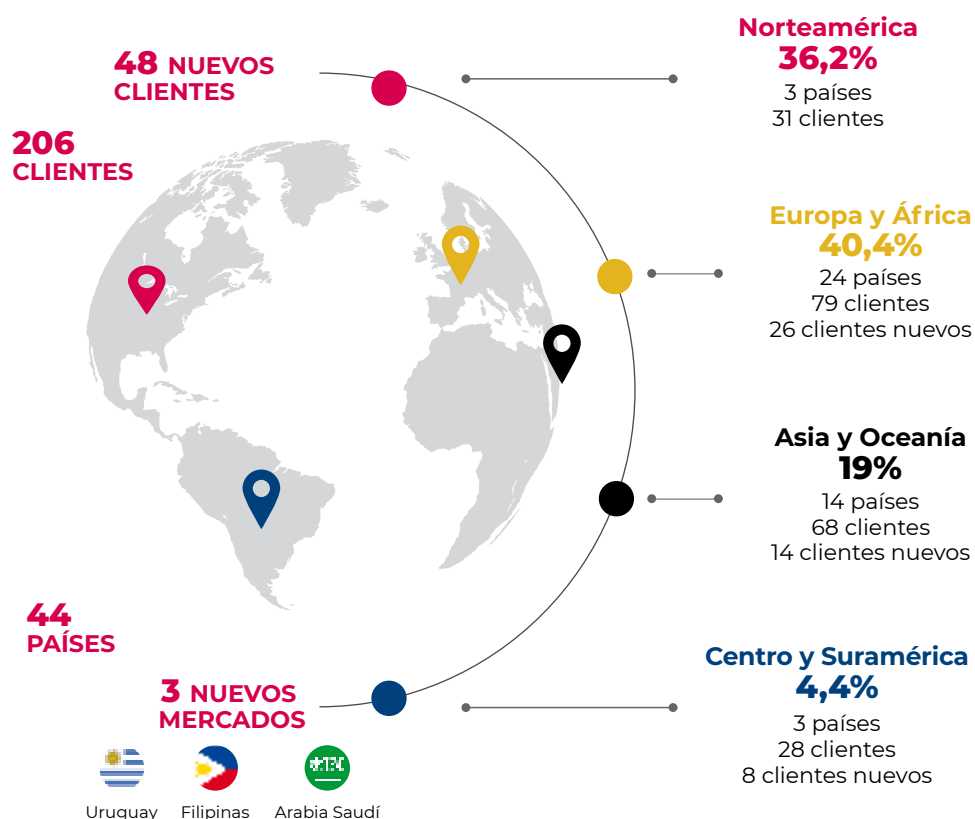 48 NUEVOS
CLIENTES
206
CLIENTES
44
PAÍSES
3 NUEVOS
MERCADOS
Uruguay
Filipinas
Arabia Saudí
Norteamérica
36,2%
3 países
31 clientes
Europa y África
40,4%
24 países
79 clientes
26 clientes nuevos
Asia y Oceanía
19%
14 países
68 clientes
14 clientes nuevos
Centro y Suramérica
4,4%
3 países
28 clientes
8 clientes nuevos